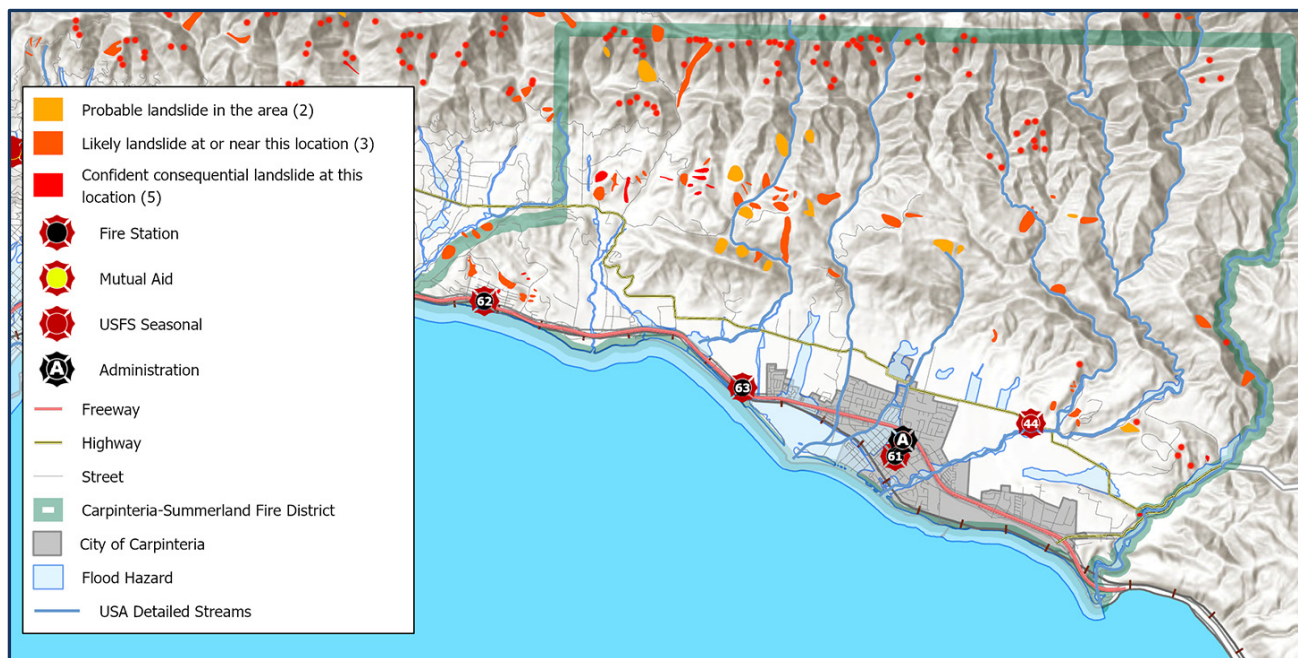 Probable landslide in the area (2)
Likely landslide at or near this location (3)
Confident consequential landslide at this
location (5)
Fire Station
Mutual Aid
USFS Seasonal
A
Administration
Freeway
Highway
Street
Carpinteria-Summerland Fire District
City of Carpinteria
Flood Hazard
USA Detailed Streams
62
63
44
A
61